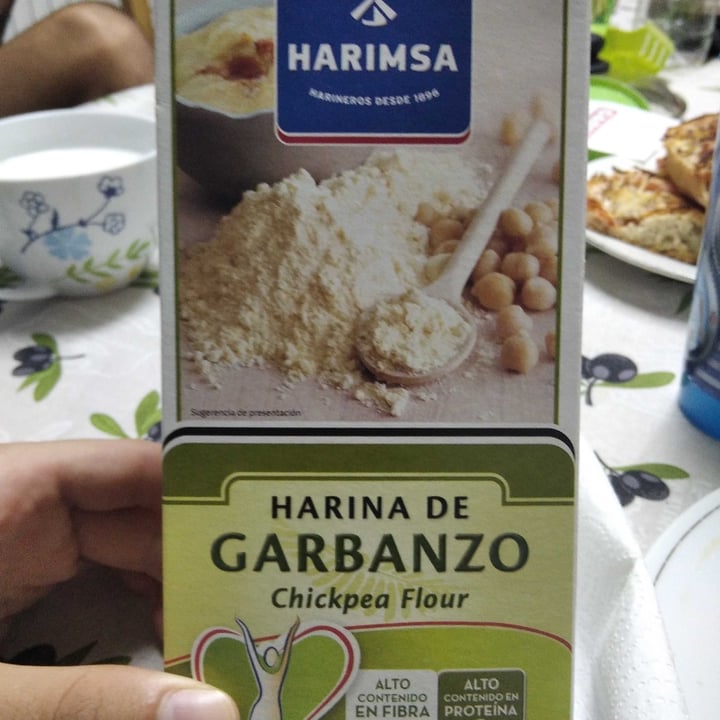 HARIMSA
HARINEROS DESDE 1896
Sugerencia de presentación
HARINA DE
GARBANZO
Chickpea Flour
ALTO
CONTENIDO
EN FIBRA
ALTO
CONTENIDO EN
PROTEÍNA